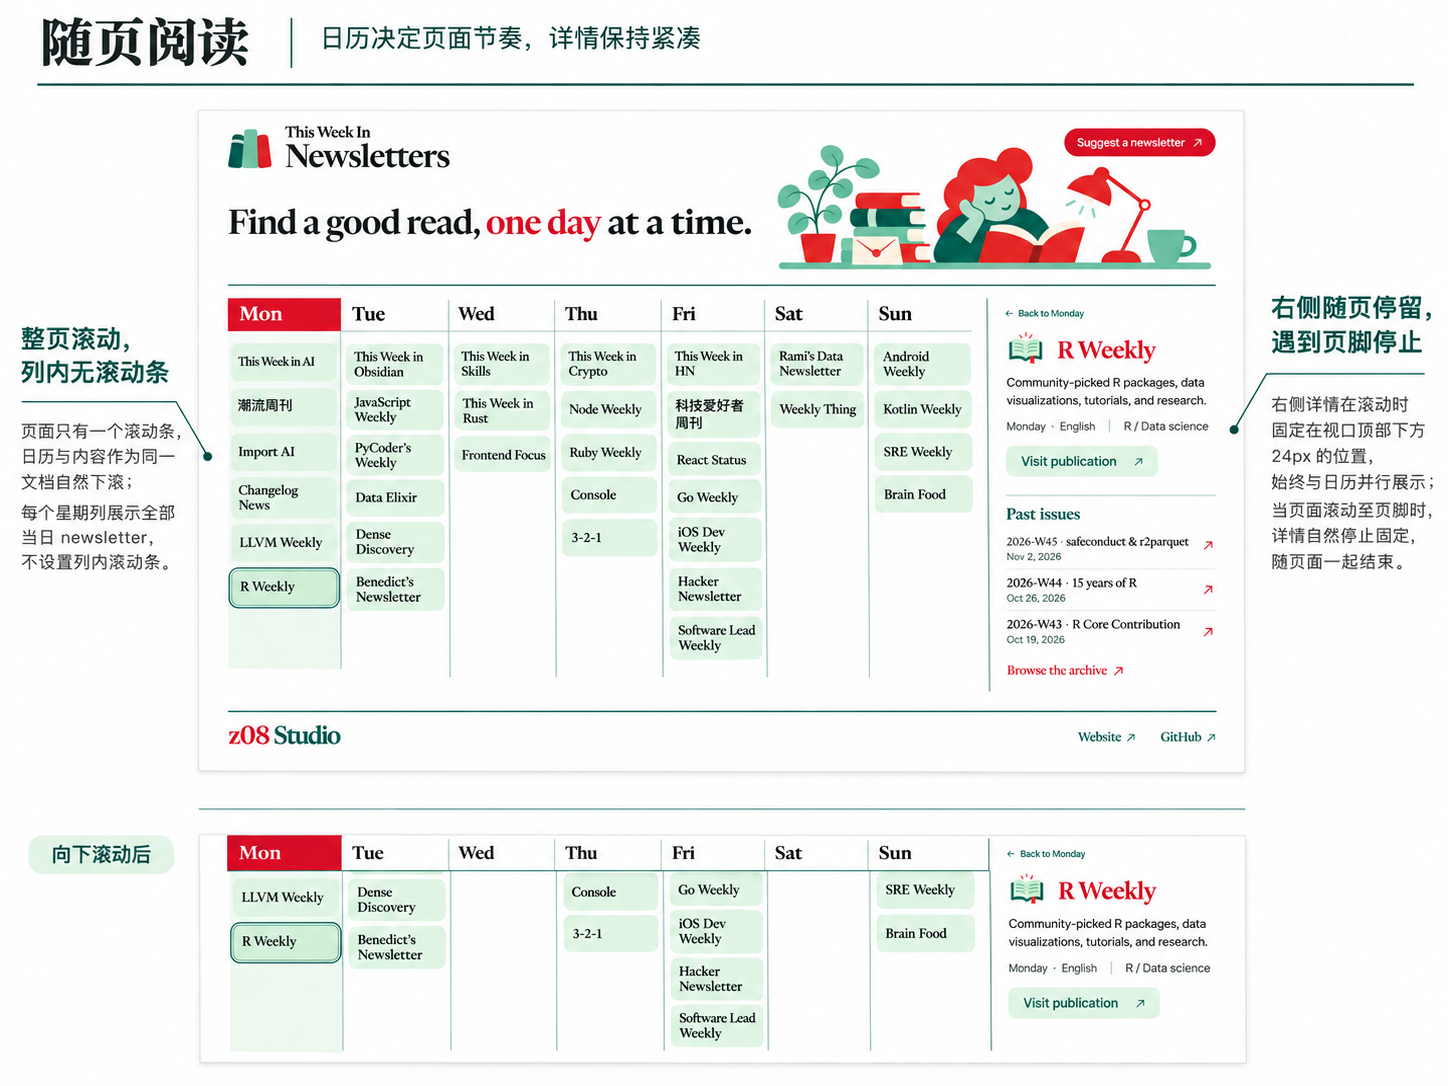 随页阅读
日历决定页面节奏，详情保持紧凑
This Week In
Newsletters
Suggest a newsletter ↗
Find a good read, one day at a time.
整页滚动，
列内无滚动条
页面只有一个滚动条，
日历与内容作为同一
文档自然下滚；
每个星期列展示全部
当日 newsletter，
不设置列内滚动条。
Mon
This Week in AI
潮流周刊
Import AI
Changelog
News
LLVM Weekly
R Weekly
Tue
This Week in
Obsidian
JavaScript
Weekly
PyCoder's
Weekly
Data Elixir
Dense
Discovery
Benedict's
Newsletter
Wed
This Week in
Skills
This Week in
Rust
Frontend Focus
Thu
This Week in
Crypto
Node Weekly
Ruby Weekly
Console
3-2-1
Fri
This Week in
HN
科技爱好者
周刊
React Status
Go Weekly
iOS Dev
Weekly
Hacker
Newsletter
Software Lead
Weekly
Sat
Rami's Data
Newsletter
Weekly Thing
Sun
Android
Weekly
Kotlin Weekly
SRE Weekly
Brain Food
← Back to Monday
R Weekly
Community-picked R packages, data
visualizations, tutorials, and research.
Monday · English | R / Data science
Visit publication ↗
Past issues
2026-W45 · safeconduct & r2parquet ↗
Nov 2, 2026
2026-W44 · 15 years of R ↗
Oct 26, 2026
2026-W43 · R Core Contribution ↗
Oct 19, 2026
Browse the archive ↗
右侧随页停留，
遇到页脚停止
右侧详情在滚动时
固定在视口顶部下方
24px 的位置，
始终与日历并行展示；
当页面滚动至页脚时，
详情自然停止固定，
随页面一起结束。
z08 Studio
Website ↗
GitHub ↗
向下滚动后
Mon
LLVM Weekly
R Weekly
Tue
Dense
Discovery
Benedict's
Newsletter
Wed
Thu
Console
3-2-1
Fri
Go Weekly
iOS Dev
Weekly
Hacker
Newsletter
Software Lead
Weekly
Sat
Sun
SRE Weekly
Brain Food
← Back to Monday
R Weekly
Community-picked R packages, data
visualizations, tutorials, and research.
Monday · English | R / Data science
Visit publication ↗